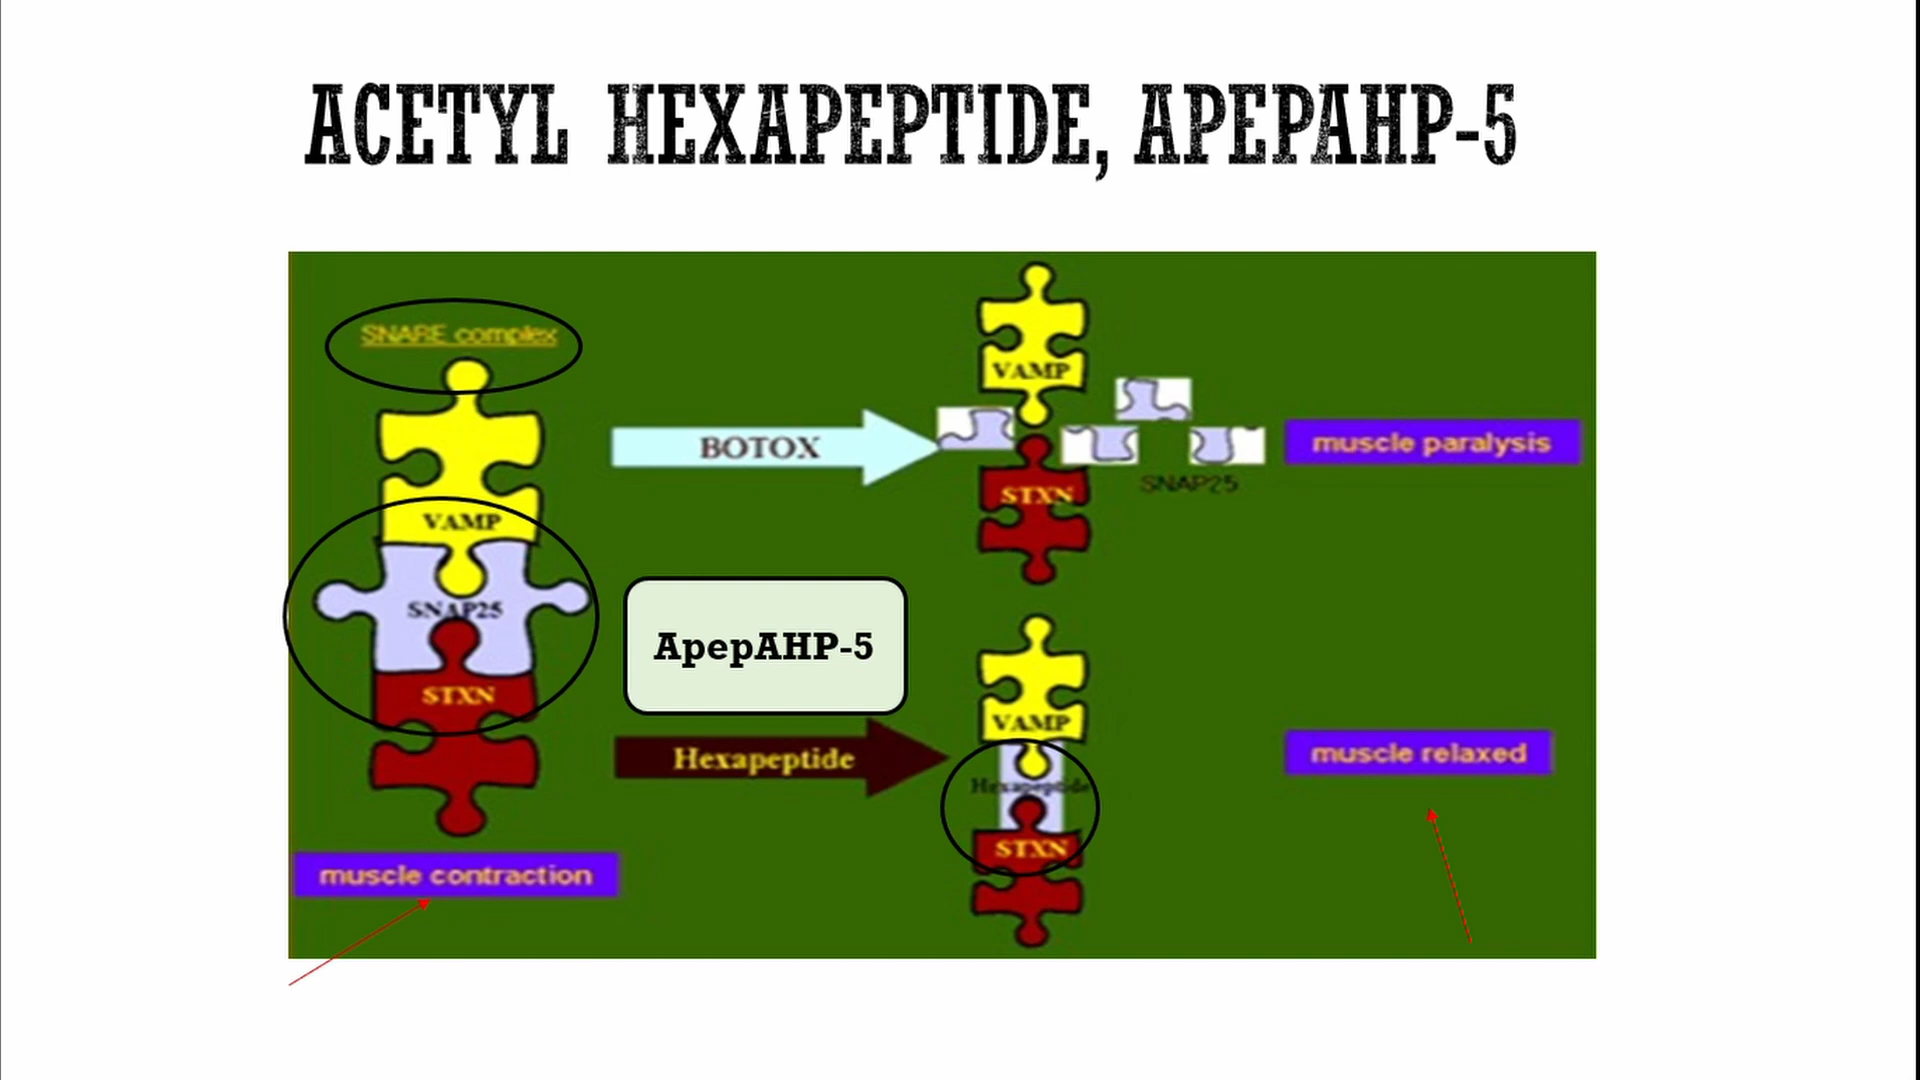 ACETYL HEXAPEPTIDE, APEPAHP-5
SNARE complex
VAMP
SNAP25
STXN
muscle contraction
BOTOX
VAMP
STXN
SNAP25
muscle paralysis
ApepAHP-5
Hexapeptide
VAMP
Hexapeptide
STXN
muscle relaxed